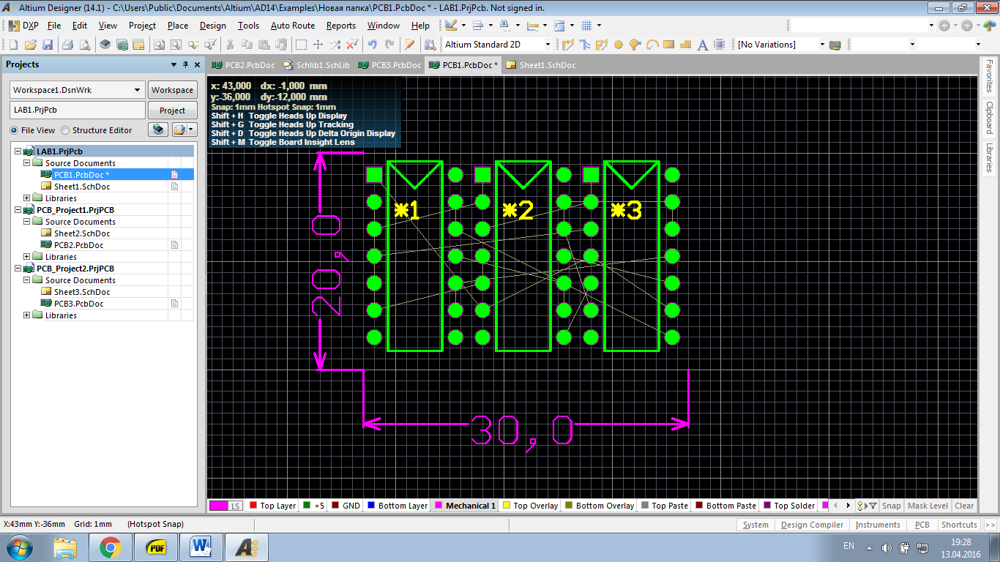 Altium Designer (14.1) - C:\Users\Public\Documents\Altium\AD14\Examples\Новая папка\PCB1.PcbDoc * - LAB1.PrjPcb. Not signed in.
DXP File Edit View Project Place Design Tools Auto Route Reports Window Help
Altium Standard 2D [No Variations]
Projects
PCB2.PcbDoc Schlib1.SchLib PCB3.PcbDoc PCB1.PcbDoc * Sheet1.SchDoc
Workspace1.DsnWrk Workspace
LAB1.PrjPcb Project
File View Structure Editor
LAB1.PrjPcb
Source Documents
PCB1.PcbDoc *
Sheet1.SchDoc
Libraries
PCB_Project1.PrjPCB
Source Documents
Sheet2.SchDoc
PCB2.PcbDoc
Libraries
PCB_Project2.PrjPCB
Source Documents
Sheet3.SchDoc
PCB3.PcbDoc
Libraries
x: 43,000 dx: -1,000 mm
y:-36,000 dy:-12,000 mm
Snap: 1mm Hotspot Snap: 1mm
Shift + H Toggle Heads Up Display
Shift + G Toggle Heads Up Tracking
Shift + D Toggle Heads Up Delta Origin Display
Shift + M Toggle Board Insight Lens
*1 *2 *3
20,0
30,0
Favorites
Clipboard
Libraries
LS Top Layer +5 GND Bottom Layer Mechanical 1 Top Overlay Bottom Overlay Top Paste Bottom Paste Top Solder Snap Mask Level Clear
X:43mm Y:-36mm Grid: 1mm (Hotspot Snap) System Design Compiler Instruments PCB Shortcuts >>
PDF W EN 19:28
13.04.2016